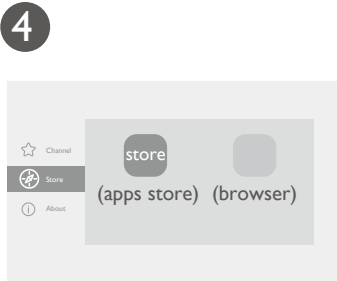 4
Channel
store
Store
(apps store) (browser)
About